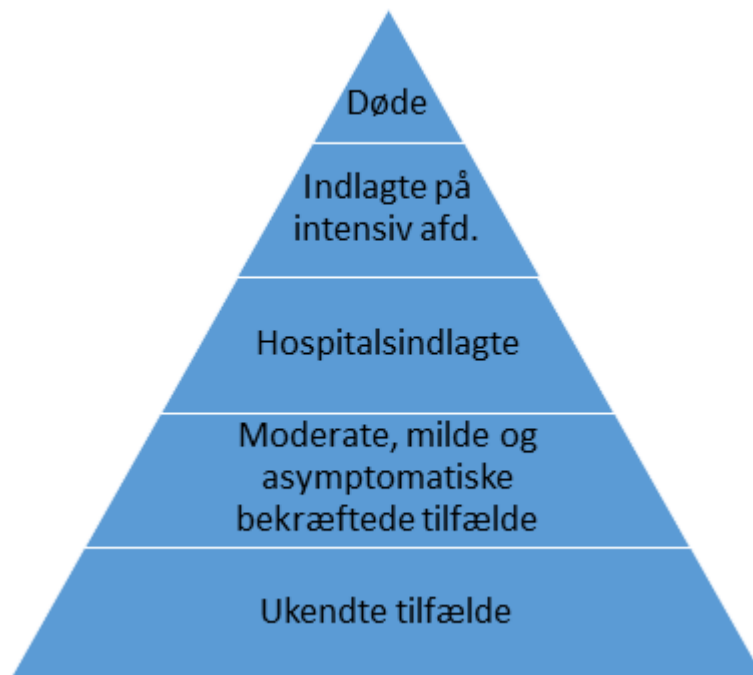 Døde
Indlagte på
intensiv afd.
Hospitalsindlagte
Moderate, milde og
asymptomatiske
bekræftede tilfælde
Ukendte tilfælde